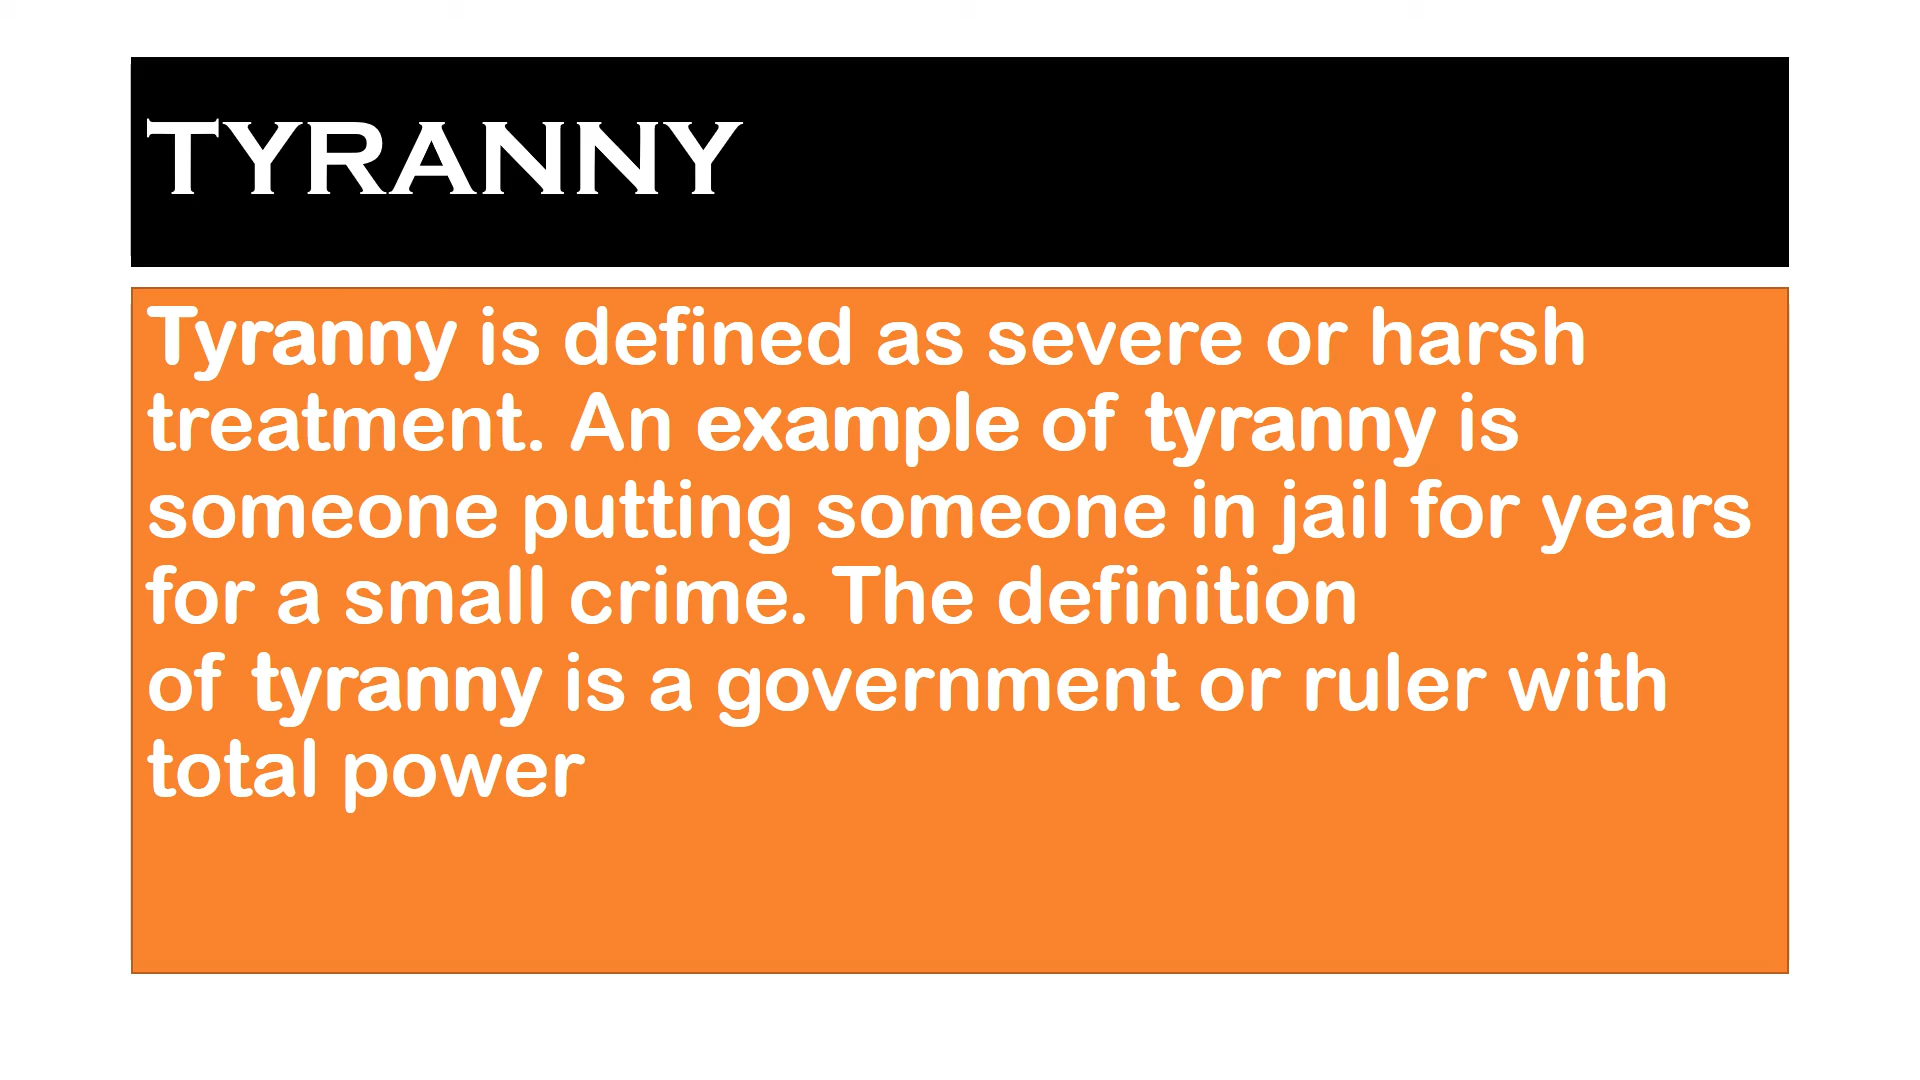 TYRANNY
Tyranny is defined as severe or harsh
treatment. An example of tyranny is
someone putting someone in jail for years
for a small crime. The definition
of tyranny is a government or ruler with
total power